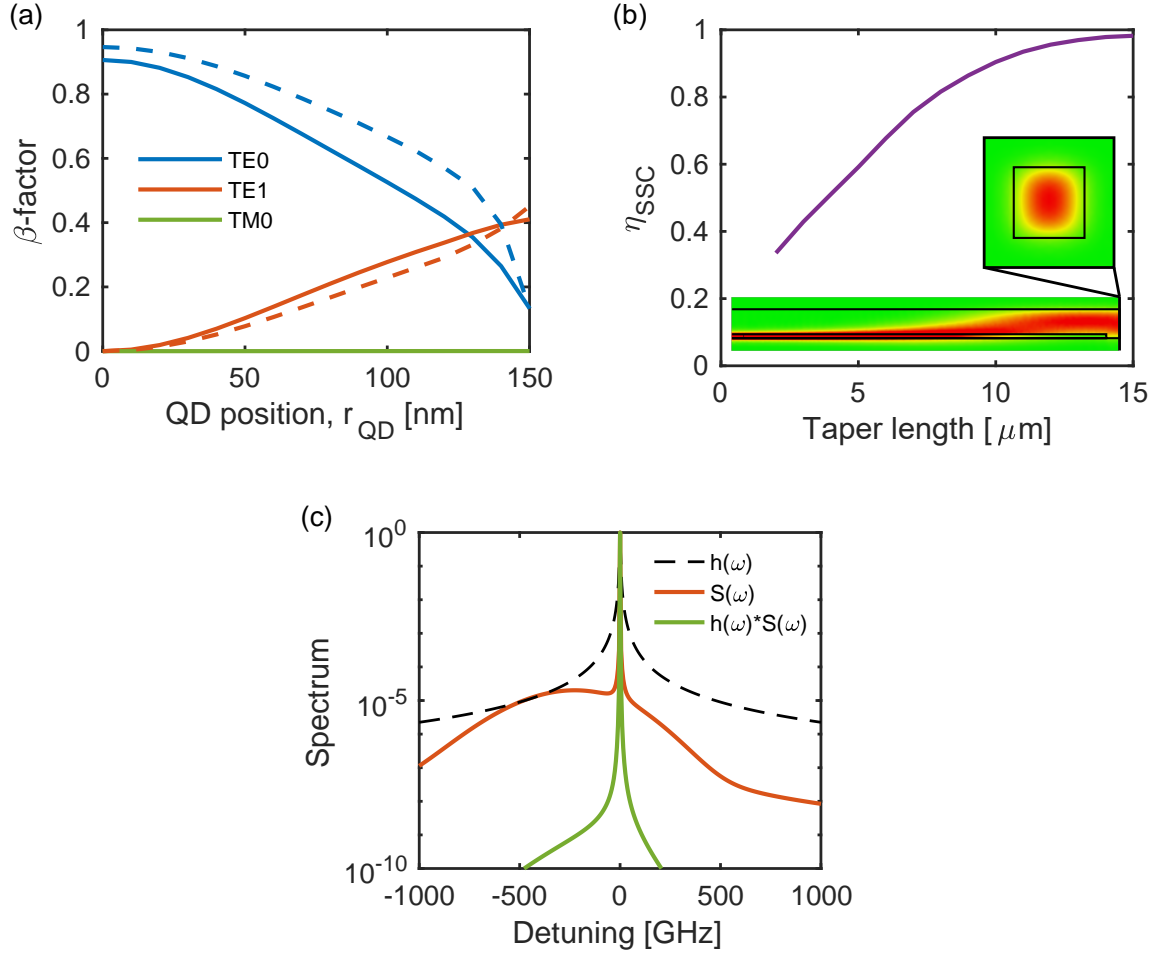 (a)
1
0.8
0.6
0.4
0.2
0
β-factor
TE0
TE1
TM0
0 50 100 150
QD position, r_QD [nm]
(b)
1
0.8
0.6
0.4
0.2
0
η_SSC
0 5 10 15
Taper length [ μm]
(c)
10^0
10^-5
10^-10
Spectrum
h(ω)
S(ω)
h(ω)*S(ω)
-1000 -500 0 500 1000
Detuning [GHz]